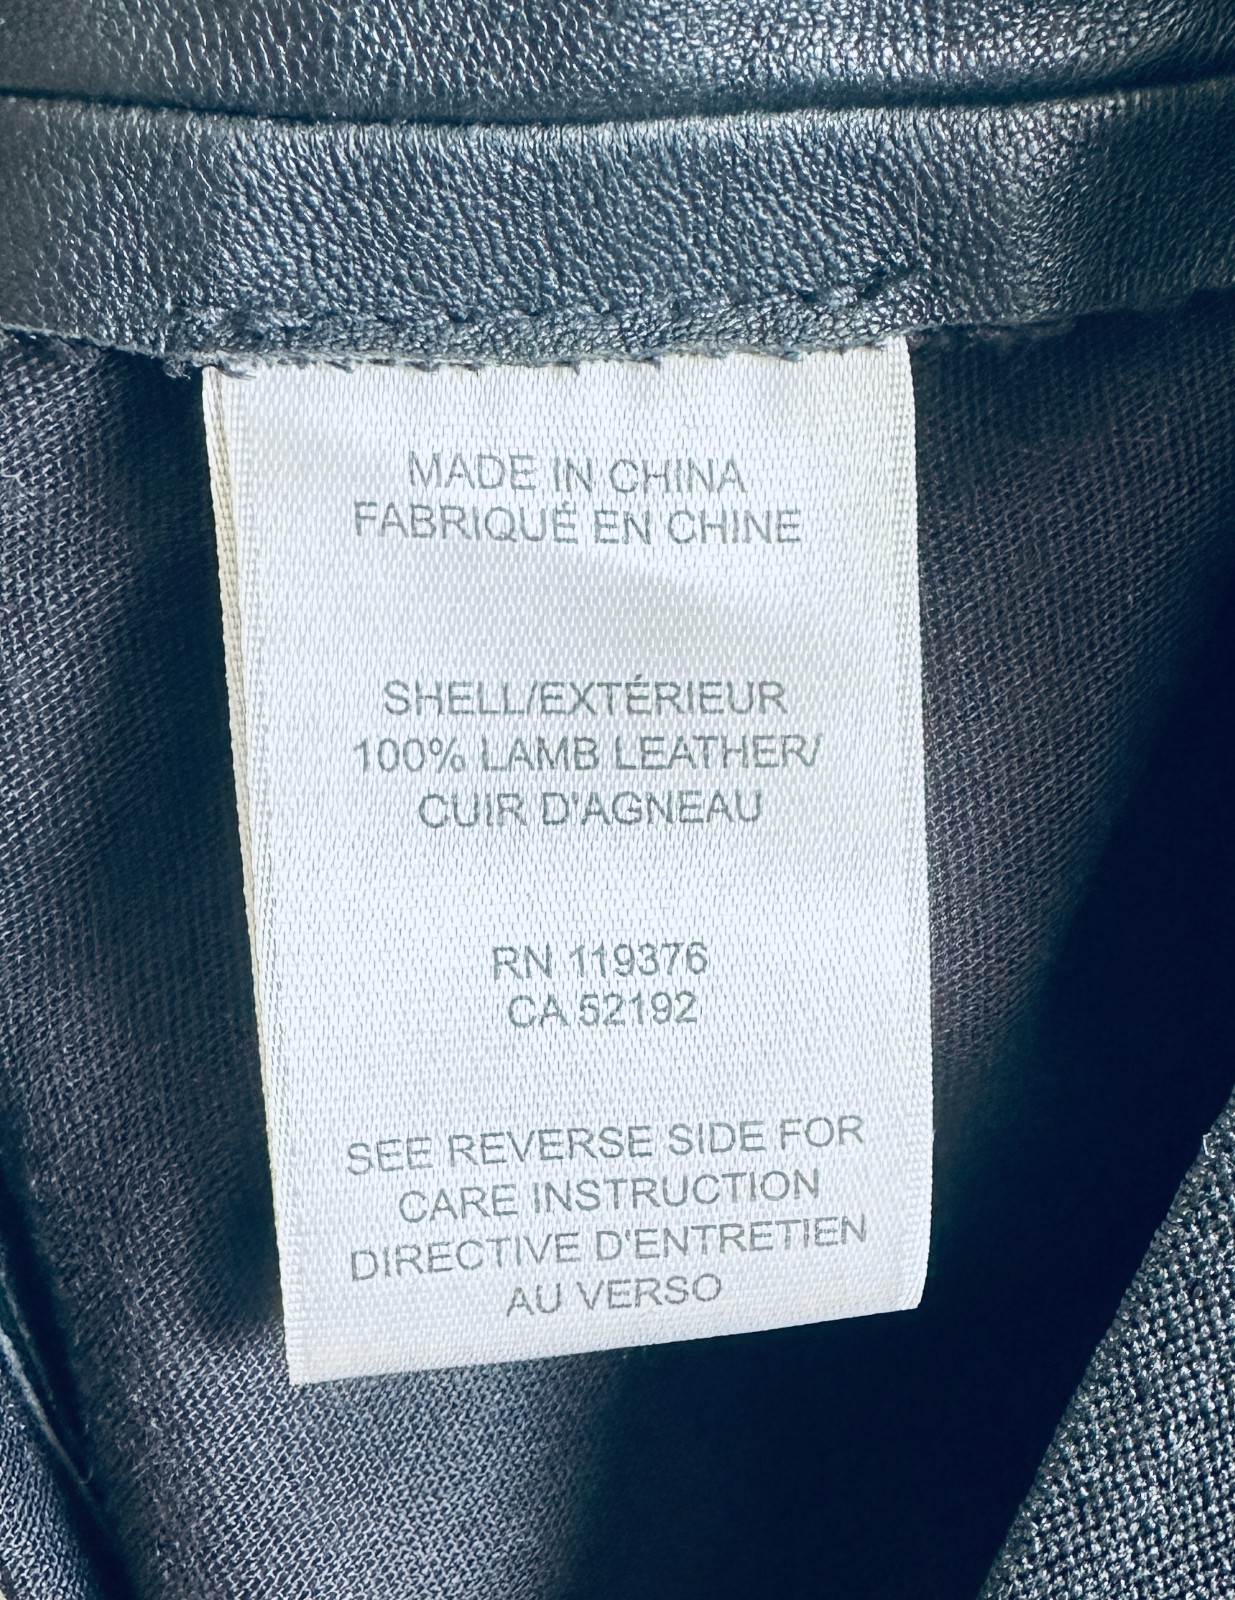 MADE IN CHINA
FABRIQUÉ EN CHINE
SHELL/EXTÉRIEUR
100% LAMB LEATHER/
CUIR D'AGNEAU
RN 119376
CA 52192
SEE REVERSE SIDE FOR
CARE INSTRUCTION
DIRECTIVE D'ENTRETIEN
AU VERSO